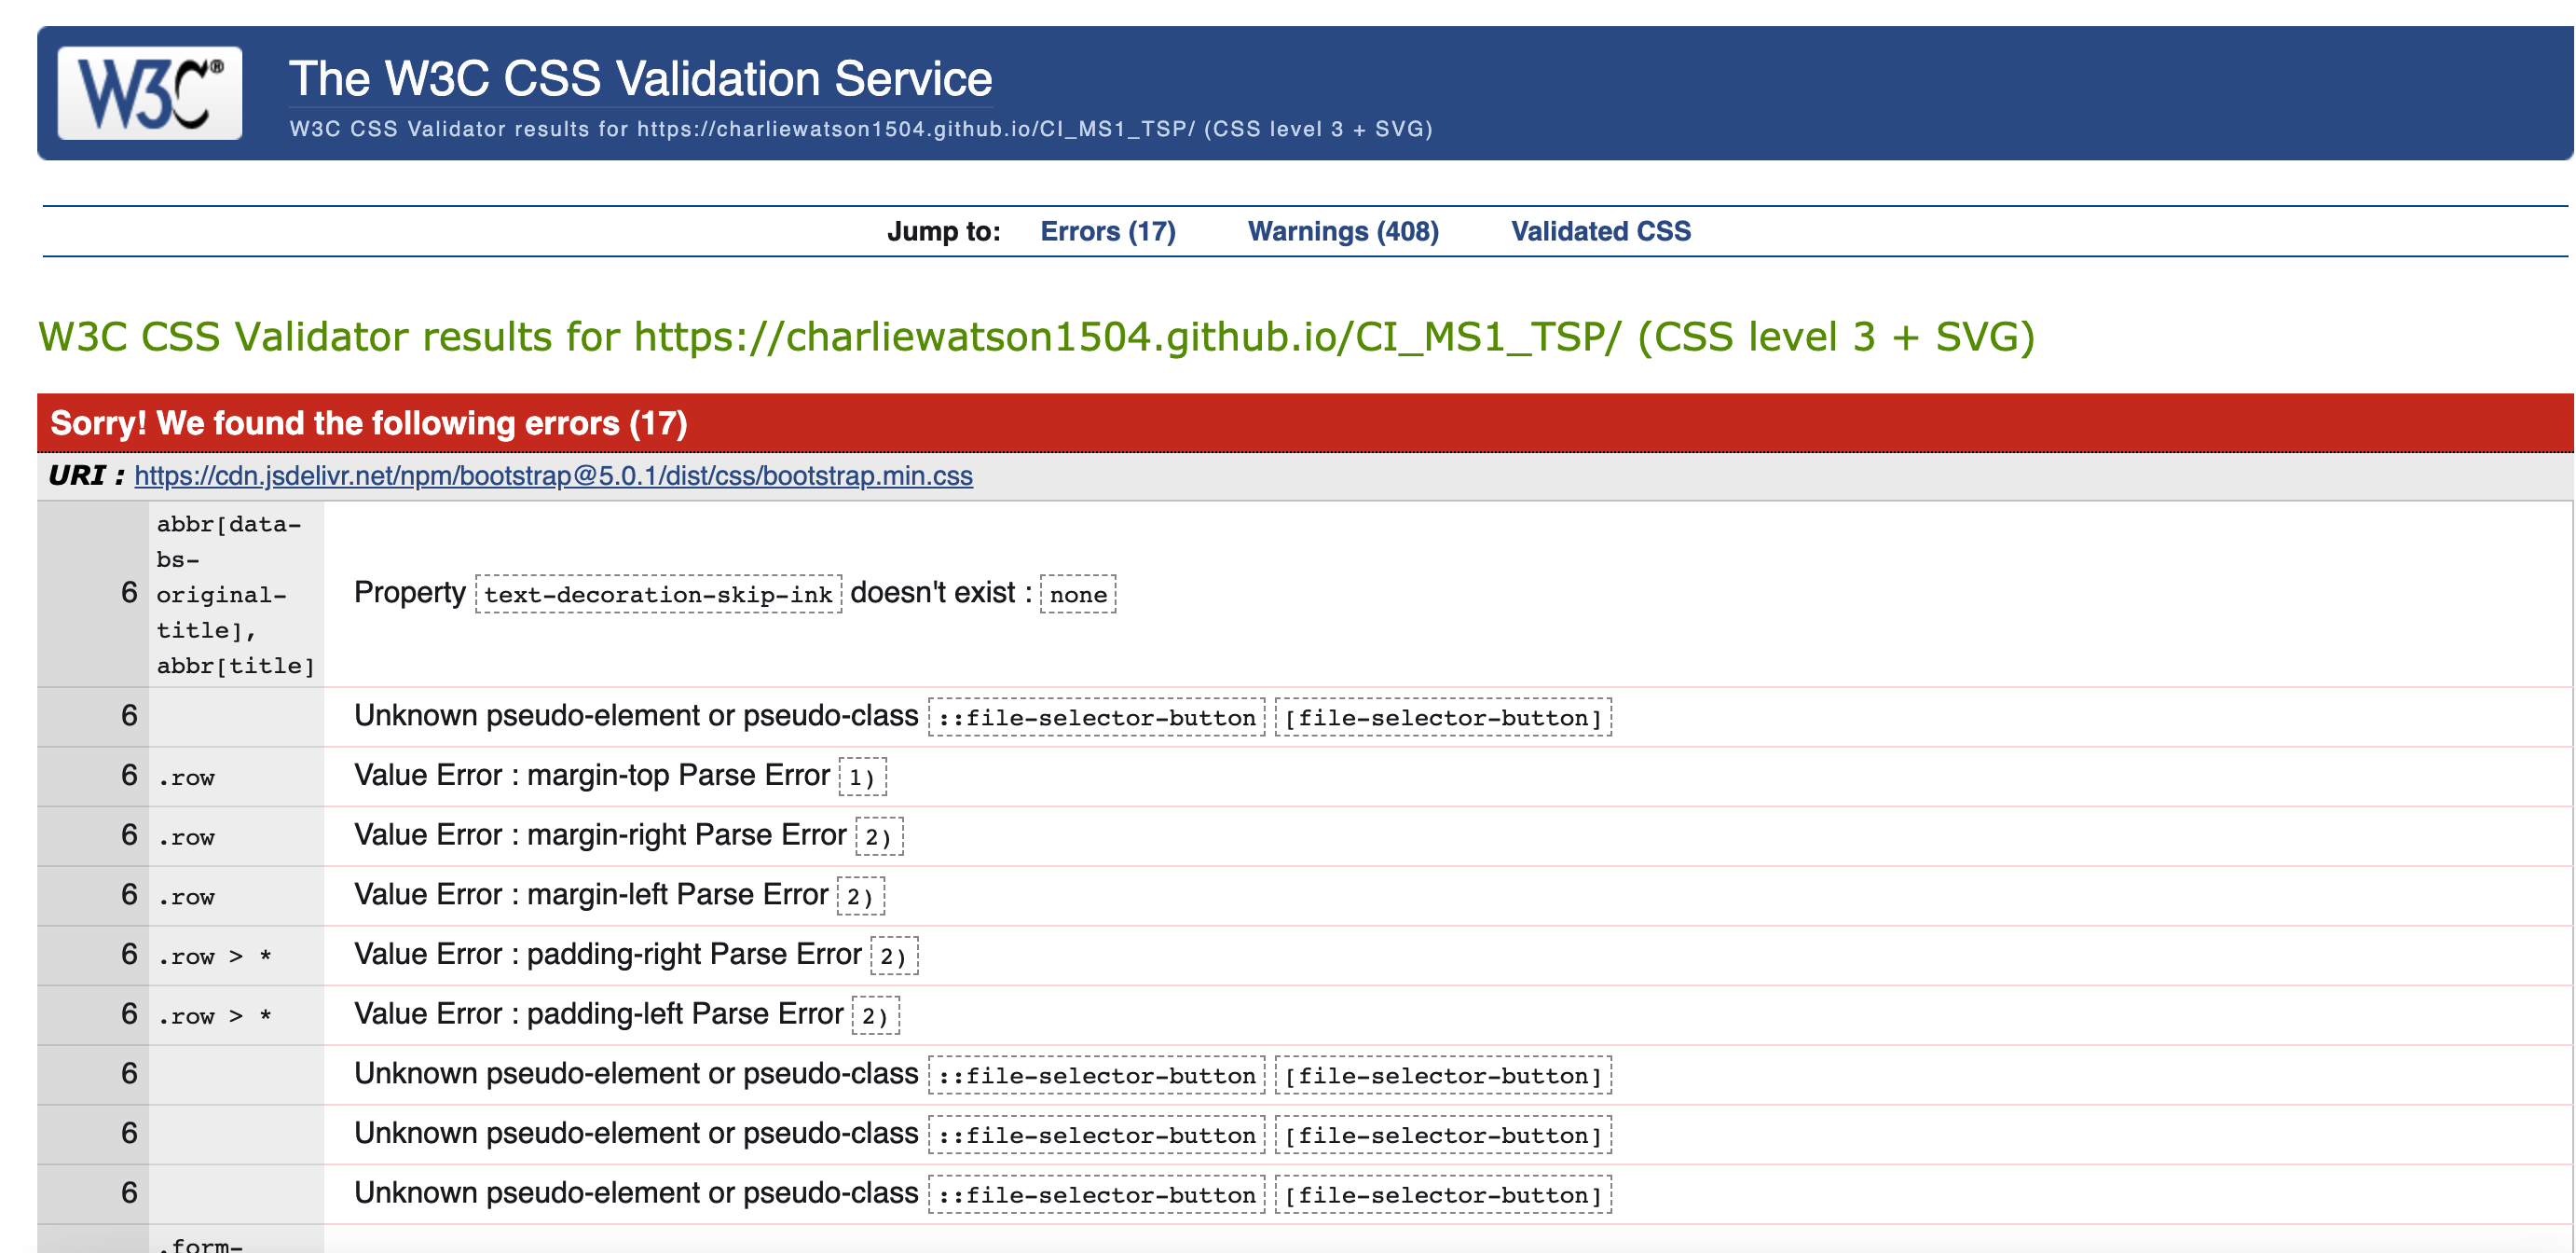 W3C®
The W3C CSS Validation Service
W3C CSS Validator results for https://charliewatson1504.github.io/CI_MS1_TSP/ (CSS level 3 + SVG)
Jump to: Errors (17) Warnings (408) Validated CSS
W3C CSS Validator results for https://charliewatson1504.github.io/CI_MS1_TSP/ (CSS level 3 + SVG)
Sorry! We found the following errors (17)
URI : https://cdn.jsdelivr.net/npm/bootstrap@5.0.1/dist/css/bootstrap.min.css
abbr[data-
bs-
6 original- Property text-decoration-skip-ink doesn't exist : none
title],
abbr[title]
6 Unknown pseudo-element or pseudo-class ::file-selector-button [file-selector-button]
6 .row Value Error : margin-top Parse Error 1)
6 .row Value Error : margin-right Parse Error 2)
6 .row Value Error : margin-left Parse Error 2)
6 .row > * Value Error : padding-right Parse Error 2)
6 .row > * Value Error : padding-left Parse Error 2)
6 Unknown pseudo-element or pseudo-class ::file-selector-button [file-selector-button]
6 Unknown pseudo-element or pseudo-class ::file-selector-button [file-selector-button]
6 Unknown pseudo-element or pseudo-class ::file-selector-button [file-selector-button]
.form-